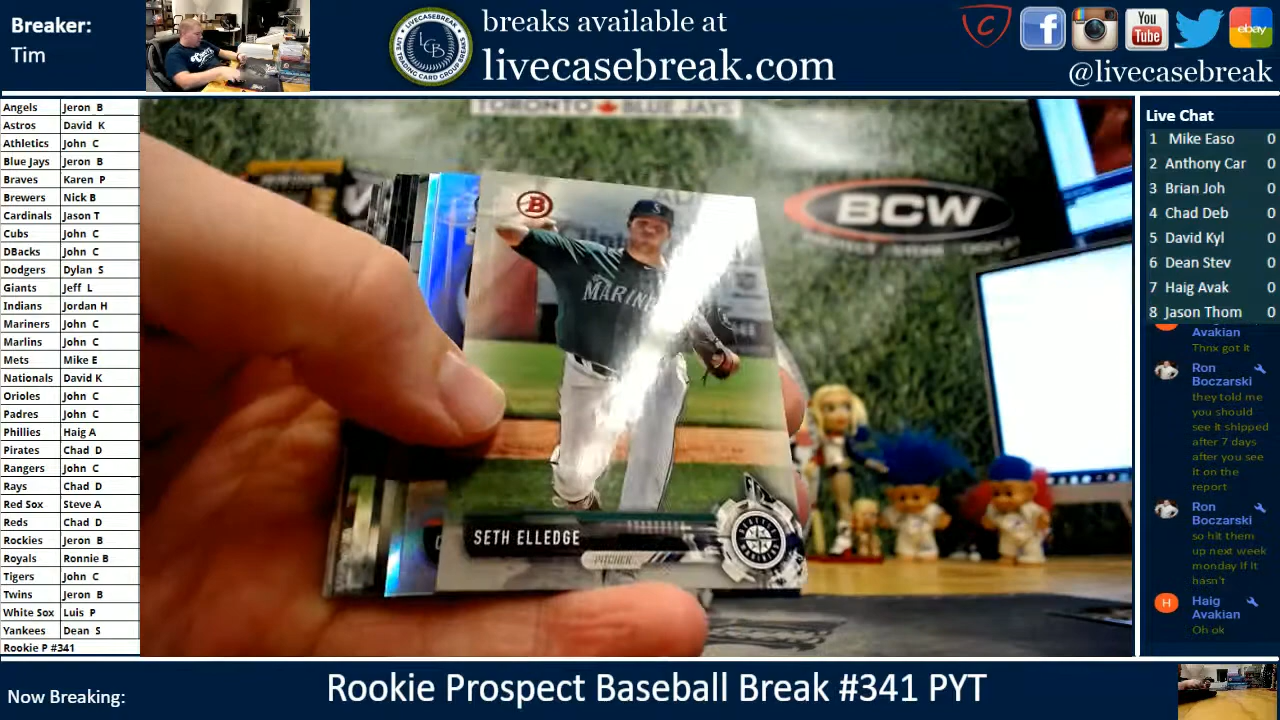 Breaker:
Tim
breaks available at
livecasebreak.com
LCB
You
Tube
ebay
@livecasebreak
Angels Jeron B
Astros David K
Athletics John C
Blue Jays Jeron B
Braves Karen P
Brewers Nick B
Cardinals Jason T
Cubs John C
DBacks John C
Dodgers Dylan S
Giants Jeff L
Indians Jordan H
Mariners John C
Marlins John C
Mets Mike E
Nationals David K
Orioles John C
Padres John C
Phillies Haig A
Pirates Chad D
Rangers John C
Rays Chad D
Red Sox Steve A
Reds Chad D
Rockies Jeron B
Royals Ronnie B
Tigers John C
Twins Jeron B
White Sox Luis P
Yankees Dean S
Rookie P #341
TORONTO BLUE JAYS
BCW
B
MARIN
SETH ELLEDGE
PITCHER
Live Chat
1 Mike Easo 0
2 Anthony Car 0
3 Brian Joh 0
4 Chad Deb 0
5 David Kyl 0
6 Dean Stev 0
7 Haig Avak 0
8 Jason Thom 0
Avakian
Thnx got it
Ron
Boczarski
they told me
you should
see it shipped
after 7 days
after you see
it on the
report
Ron
Boczarski
so hit them
up next week
monday if it
hasn't
H
Haig
Avakian
Oh ok
Now Breaking:
Rookie Prospect Baseball Break #341 PYT